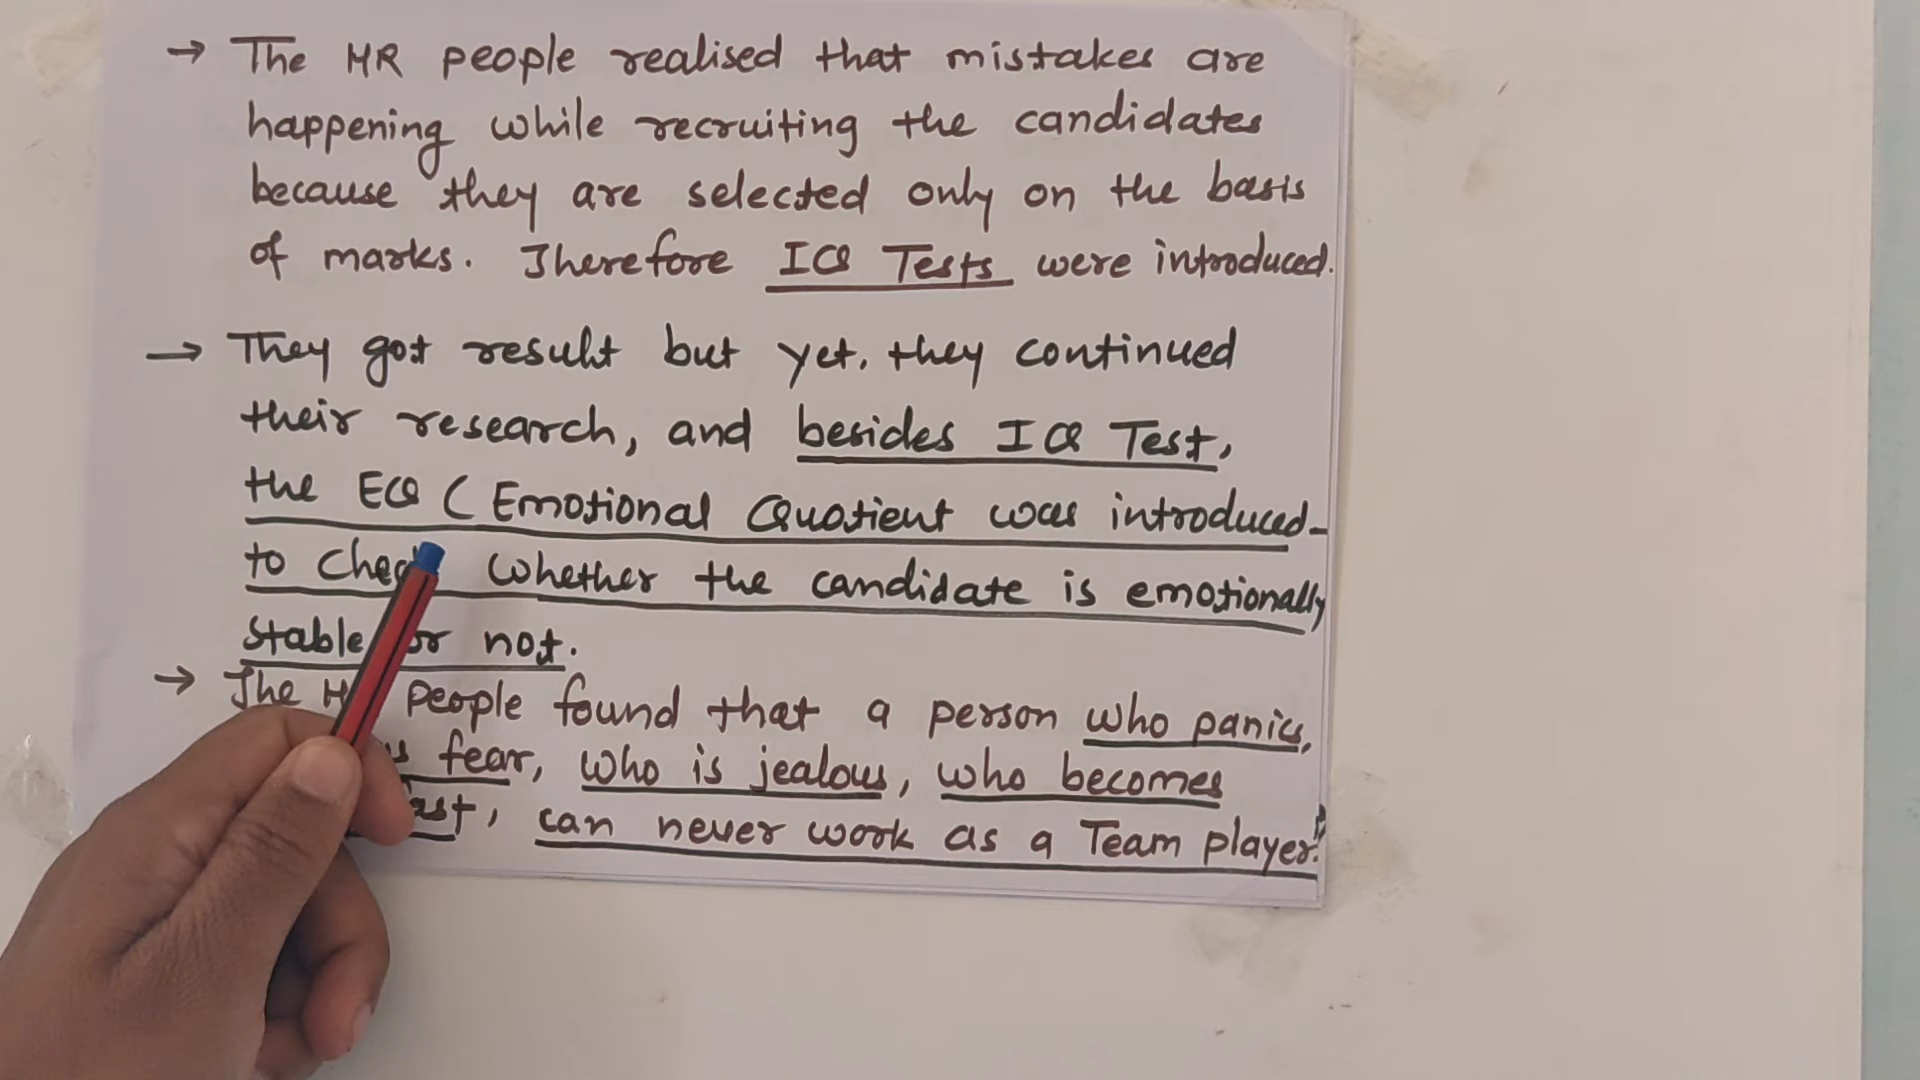 → The HR people realised that mistakes are
happening while recruiting the candidates
because they are selected only on the basis
of marks. Therefore IQ Tests were introduced.
→ They got result but yet, they continued
their research, and besides IQ Test,
the EQ (Emotional Quotient was introduced-
to check whether the candidate is emotionally
stable or not.
→ The HR people found that a person who panics,
fear, who is jealous, who becomes
can never work as a Team player.